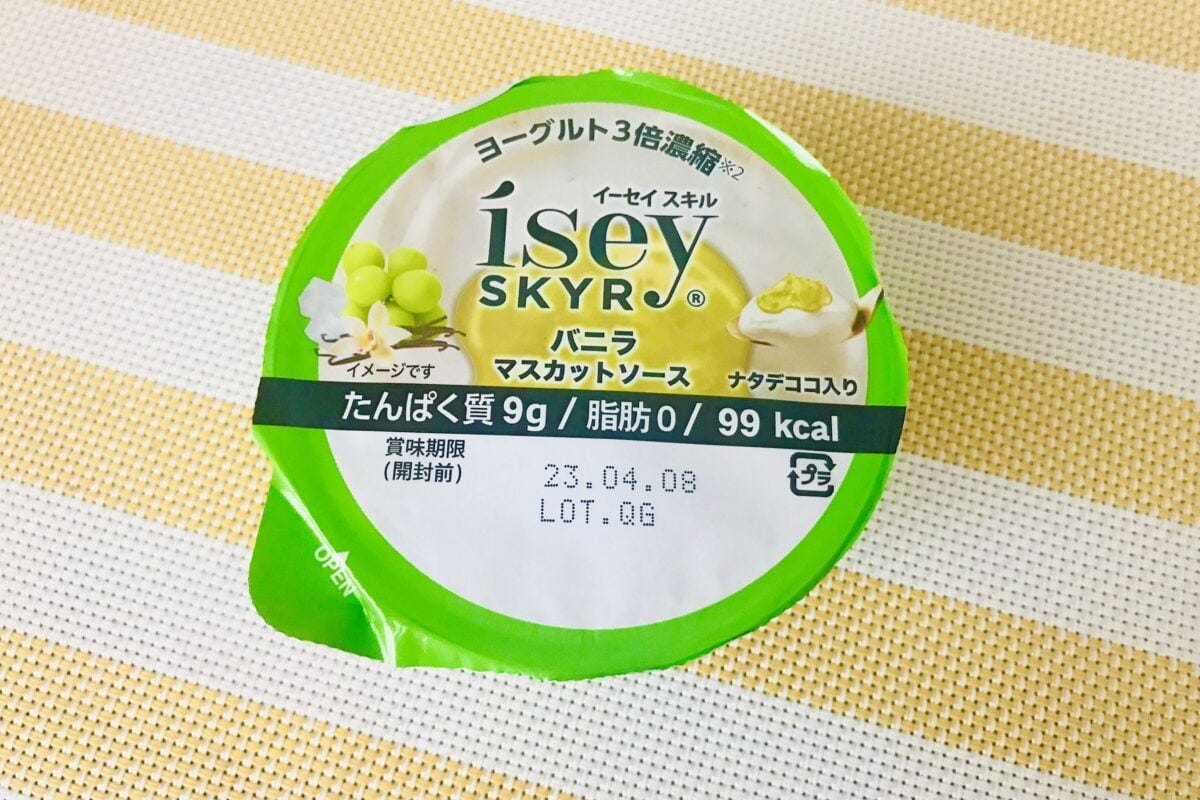 ヨーグルト3倍濃縮※2
イーセイ スキル
ísey
SKYR®
バニラ
マスカットソース
イメージです
ナタデココ入り
たんぱく質 9g / 脂肪 0 / 99 kcal
賞味期限
(開封前)
23.04.08
LOT.QG
プラ
OPEN